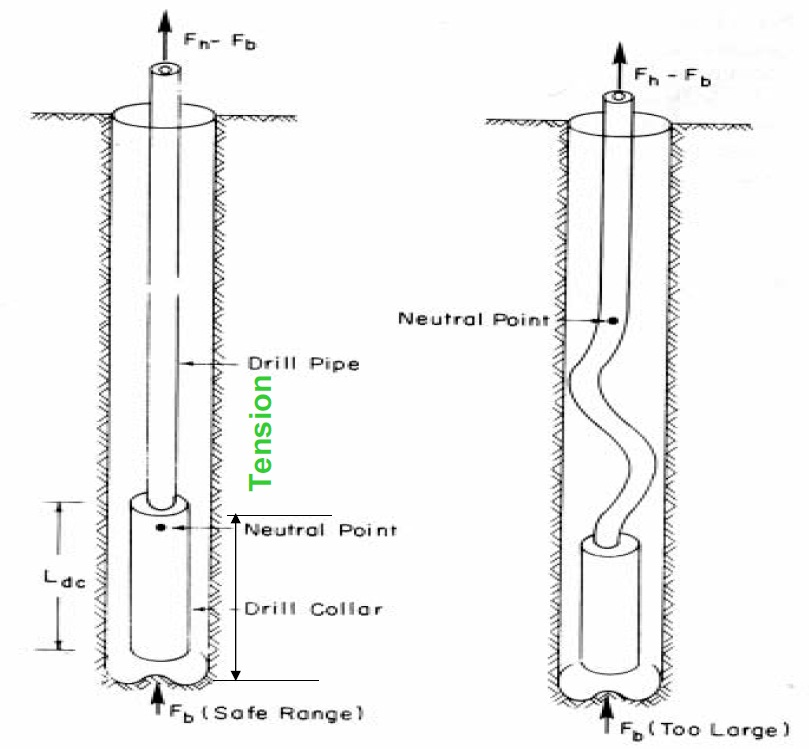 Fh - Fb
Fh - Fb
Neutral Point
Drill Pipe
Tension
Neutral Point
Ldc
Drill Collar
Fb (Safe Range)
Fb (Too Large)